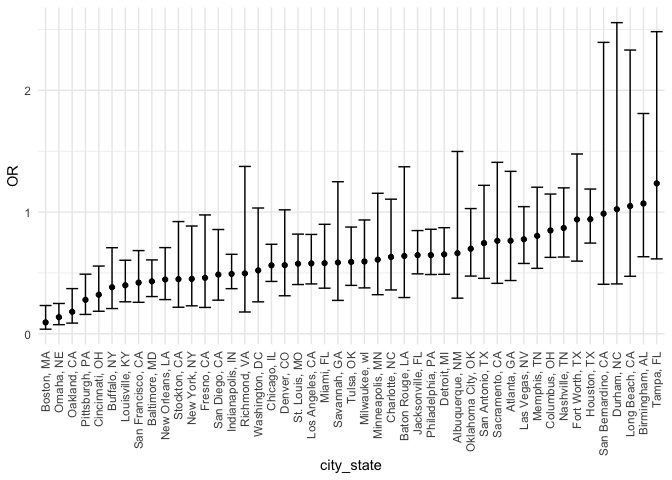 2
1
0
OR
Boston, MA
Omaha, NE
Oakland, CA
Pittsburgh, PA
Cincinnati, OH
Buffalo, NY
Louisville, KY
San Francisco, CA
Baltimore, MD
New Orleans, LA
Stockton, CA
New York, NY
Fresno, CA
San Diego, CA
Indianapolis, IN
Richmond, VA
Washington, DC
Chicago, IL
Denver, CO
St. Louis, MO
Los Angeles, CA
Miami, FL
Savannah, GA
Tulsa, OK
Milwaukee, wI
Minneapolis, MN
Charlotte, NC
Baton Rouge, LA
Jacksonville, FL
Philadelphia, PA
Detroit, MI
Albuquerque, NM
Oklahoma City, OK
San Antonio, TX
Sacramento, CA
Atlanta, GA
Las Vegas, NV
Memphis, TN
Columbus, OH
Nashville, TN
Fort Worth, TX
Houston, TX
San Bernardino, CA
Durham, NC
Long Beach, CA
Birmingham, AL
Tampa, FL
city_state